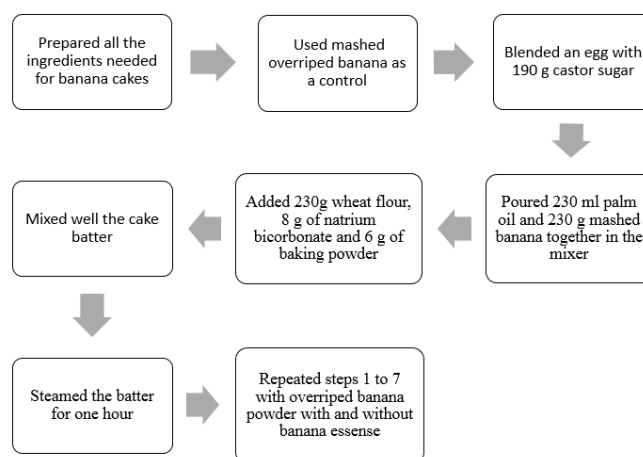 Prepared all the
ingredients needed
for banana cakes
Used mashed
overriped banana as
a control
Blended an egg with
190 g castor sugar
Poured 230 ml palm
oil and 230 g mashed
banana together in the
mixer
Added 230g wheat flour,
8 g of natrium
bicorbonate and 6 g of
baking powder
Mixed well the cake
batter
Steamed the batter
for one hour
Repeated steps 1 to 7
with overriped banana
powder with and without
banana essense